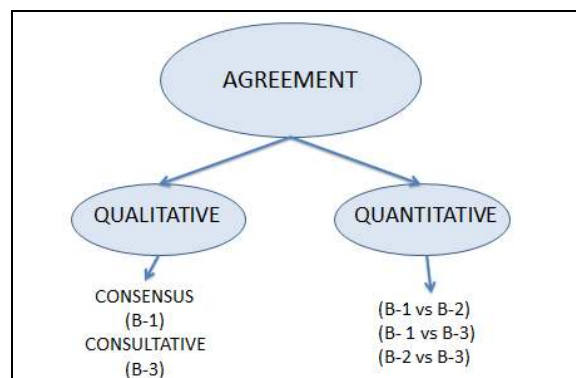 AGREEMENT
QUALITATIVE
QUANTITATIVE
CONSENSUS
(B-1)
CONSULTATIVE
(B-3)
(B-1 vs B-2)
(B- 1 vs B-3)
(B-2 vs B-3)